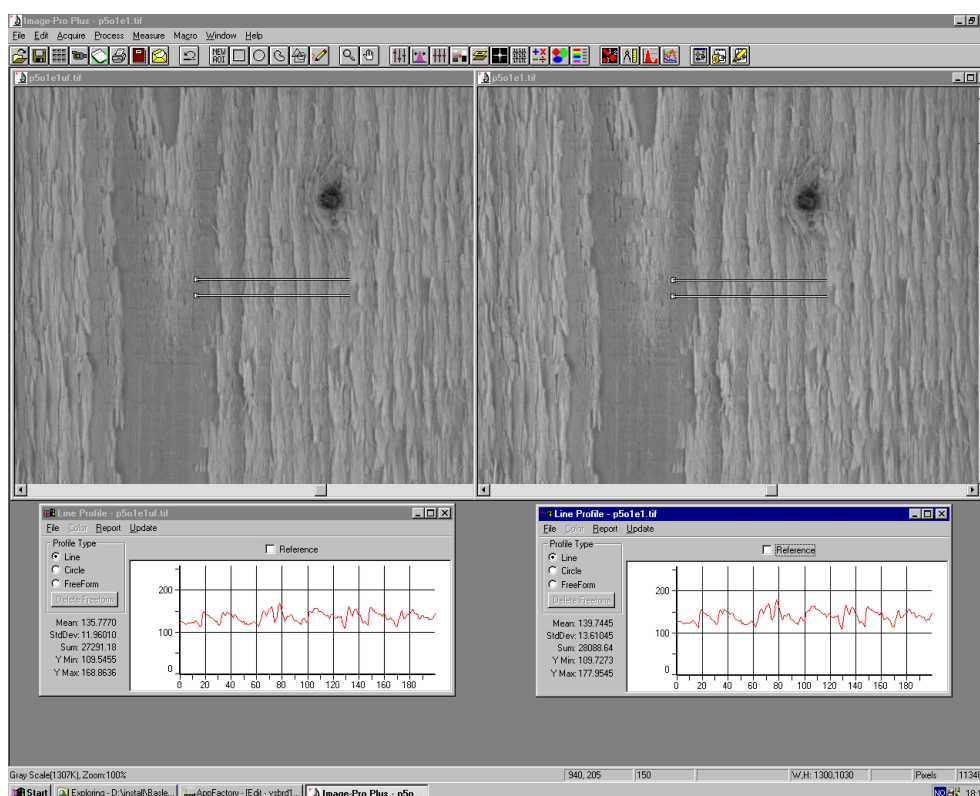 Image-Pro Plus - p5o1e1.tif
File Edit Acquire Process Measure Macro Window Help
NEW AOI
p5o1e1uf.tif
p5o1e1.tif
Line Profile - p5o1e1uf.tif
File Color Report Update
Profile Type
Line
Circle
FreeForm
Delete Freeform
Reference
Mean: 135.7770
StdDev: 11.96010
Sum: 27291.18
Y Min: 109.5455
Y Max: 168.8636
200
100
0
0 20 40 60 80 100 120 140 160 180
Line Profile - p5o1e1.tif
File Color Report Update
Profile Type
Line
Circle
FreeForm
Delete Freeform
Reference
Mean: 139.7445
StdDev: 13.61045
Sum: 28088.64
Y Min: 109.7273
Y Max: 177.9545
200
100
0
0 20 40 60 80 100 120 140 160 180
Gray Scale(1307K), Zoom:100% 940, 205 150 W,H: 1300,1030 Pixels 11348
Start Exploring - D:\install\Basle... AppFactory - [Edit - vsbrd1... Image-Pro Plus - p5o... NO